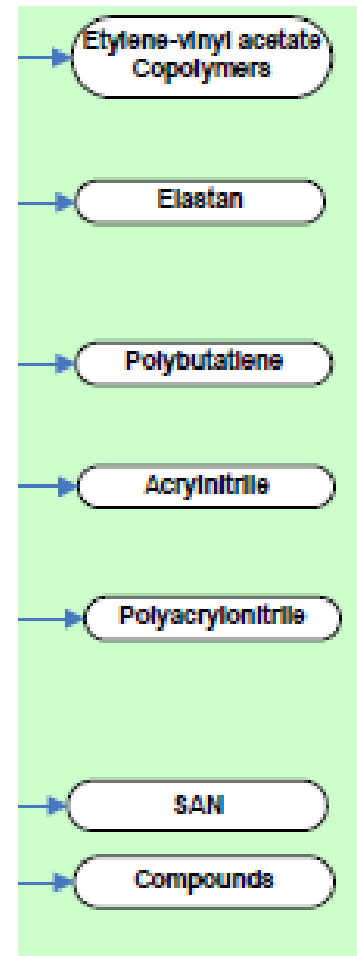 Etylene-vinyl acetate
Copolymers
Elastan
Polybutatiene
Acrylnitrile
Polyacrylonitrile
SAN
Compounds